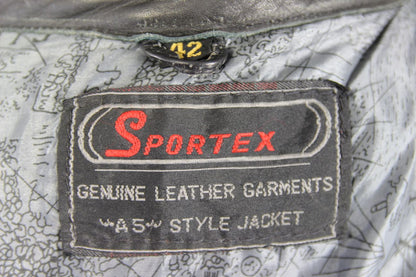 42
SPORTEX
GENUINE LEATHER GARMENTS
"A5" STYLE JACKET